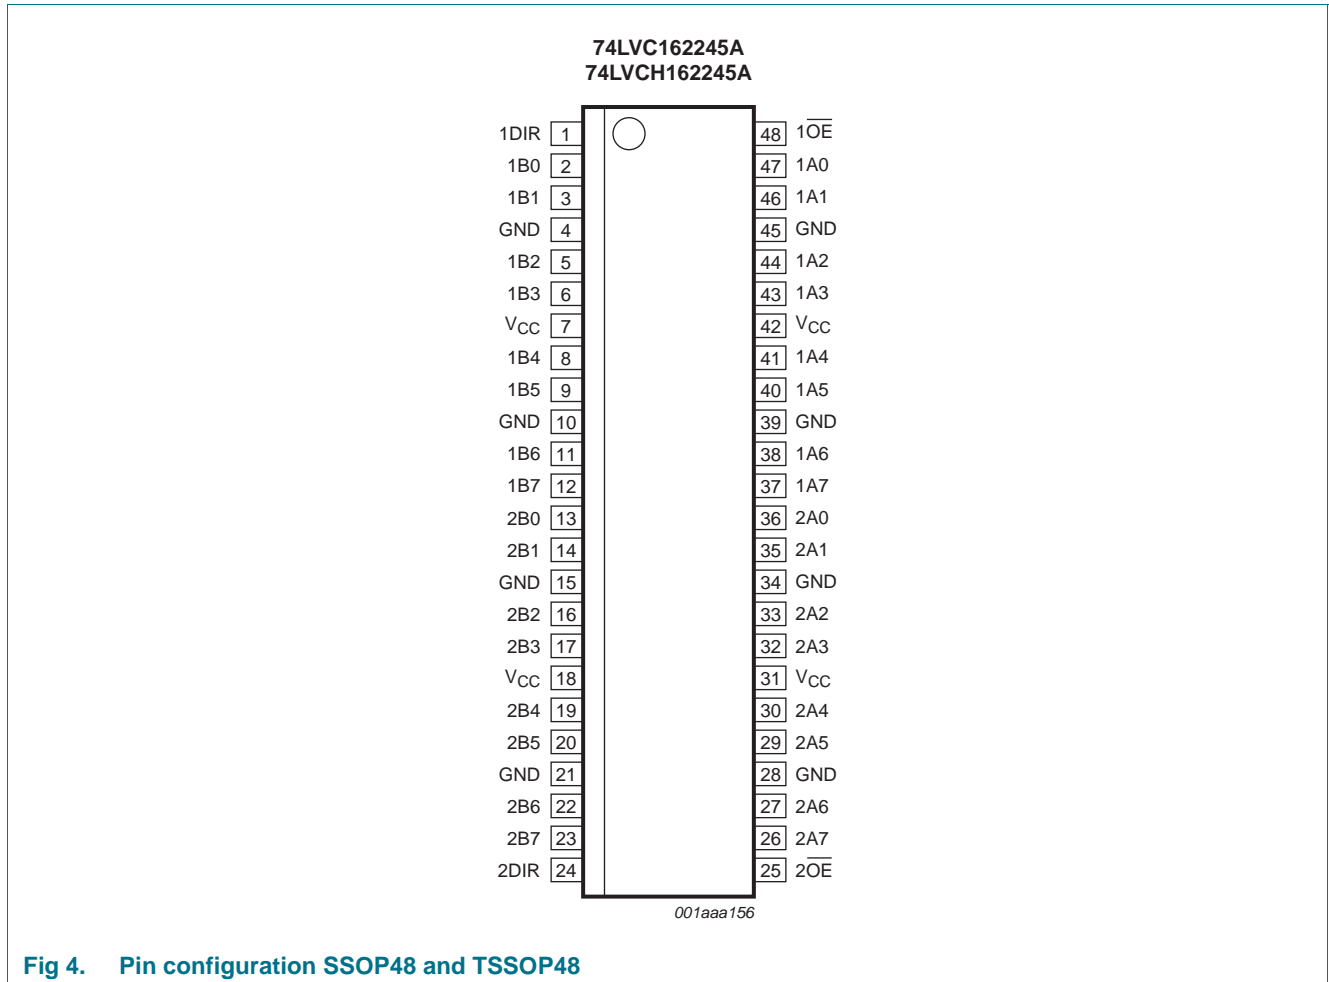 74LVC162245A
74LVCH162245A
1DIR 1 48 1OE
1B0 2 47 1A0
1B1 3 46 1A1
GND 4 45 GND
1B2 5 44 1A2
1B3 6 43 1A3
VCC 7 42 VCC
1B4 8 41 1A4
1B5 9 40 1A5
GND 10 39 GND
1B6 11 38 1A6
1B7 12 37 1A7
2B0 13 36 2A0
2B1 14 35 2A1
GND 15 34 GND
2B2 16 33 2A2
2B3 17 32 2A3
VCC 18 31 VCC
2B4 19 30 2A4
2B5 20 29 2A5
GND 21 28 GND
2B6 22 27 2A6
2B7 23 26 2A7
2DIR 24 25 2OE
001aaa156
Fig 4. Pin configuration SSOP48 and TSSOP48